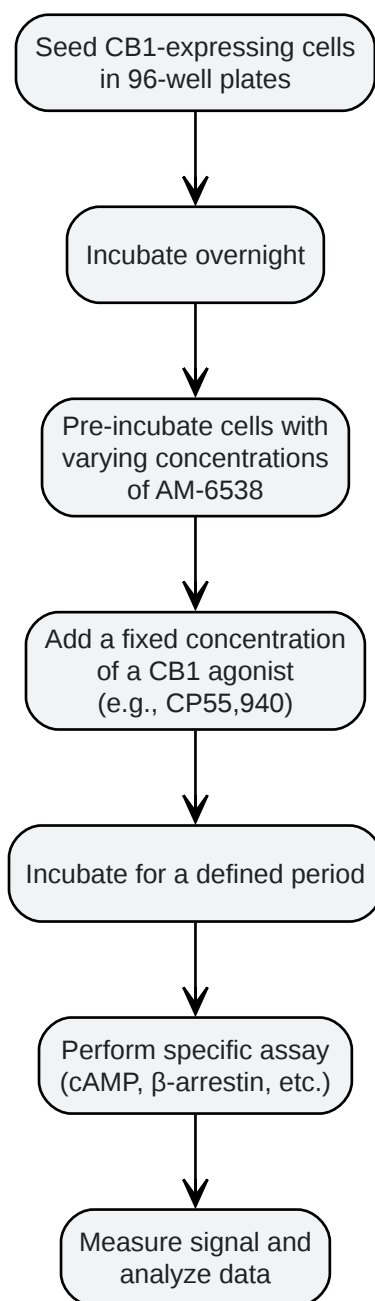 Seed CB1-expressing cells
in 96-well plates
Incubate overnight
Pre-incubate cells with
varying concentrations
of AM-6538
Add a fixed concentration
of a CB1 agonist
(e.g., CP55,940)
Incubate for a defined period
Perform specific assay
(cAMP, β-arrestin, etc.)
Measure signal and
analyze data